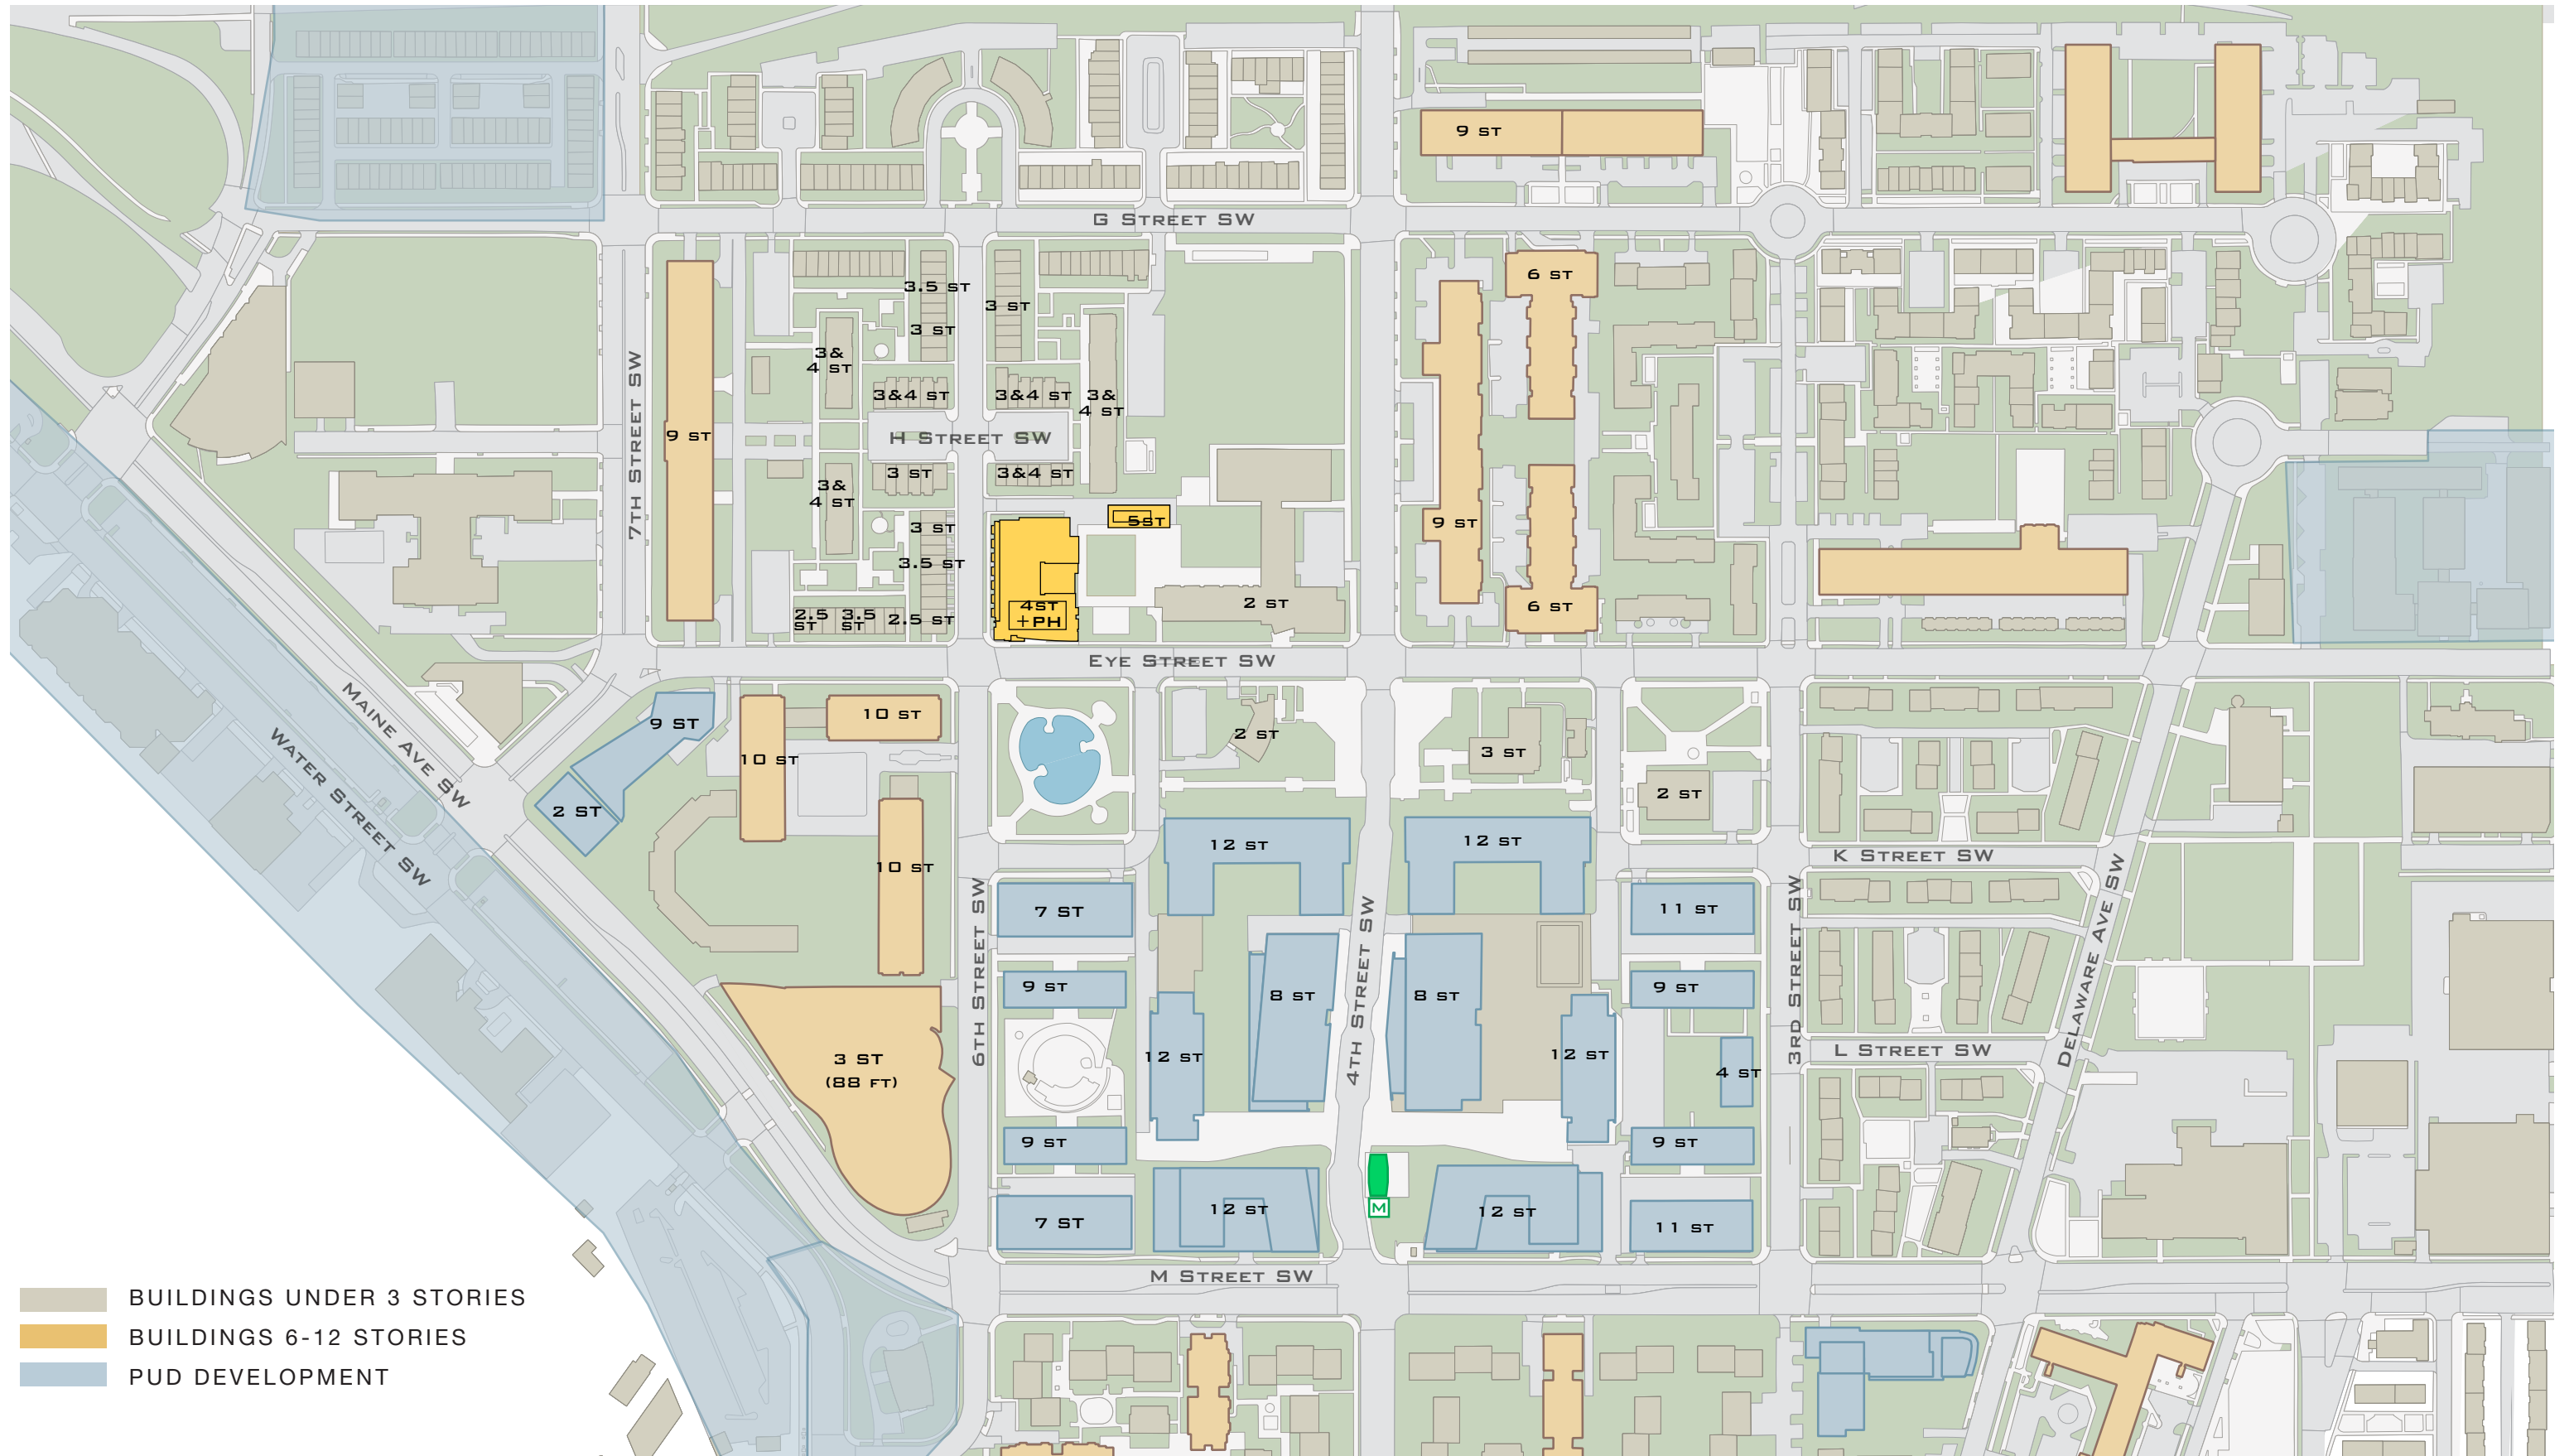 9 ST
G STREET SW
6 ST
3.5 ST
3 ST
3 ST
3&
4 ST
3&4 ST
3&4 ST
3&
4 ST
7TH STREET SW
9 ST
H STREET SW
3 ST
3&4 ST
3&
4 ST
9 ST
5ST
3 ST
3.5 ST
4ST
+PH
2 ST
6 ST
2.5
ST
3.5
ST
2.5 ST
EYE STREET SW
MAINE AVE SW
WATER STREET SW
9 ST
10 ST
10 ST
2 ST
3 ST
2 ST
2 ST
10 ST
12 ST
12 ST
K STREET SW
6TH STREET SW
4TH STREET SW
3RD STREET SW
DELAWARE AVE SW
7 ST
11 ST
9 ST
8 ST
8 ST
9 ST
3 ST
(88 FT)
12 ST
12 ST
L STREET SW
4 ST
9 ST
9 ST
M
7 ST
12 ST
12 ST
11 ST
M STREET SW
BUILDINGS UNDER 3 STORIES
BUILDINGS 6-12 STORIES
PUD DEVELOPMENT